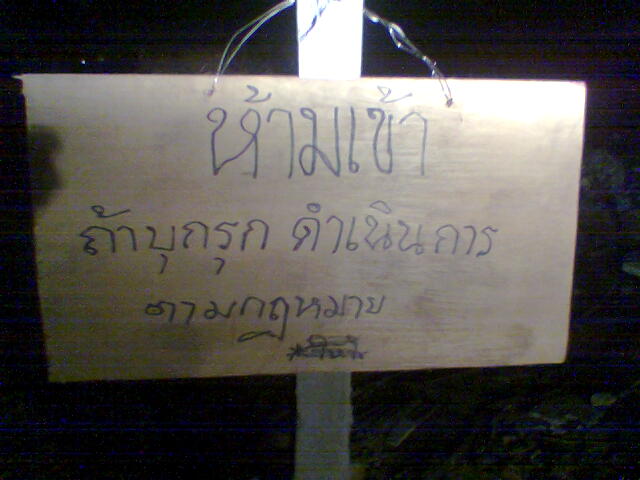 ห้ามเข้า
ถ้าบุกรุก ดำเนินการ
ตามกฎหมาย